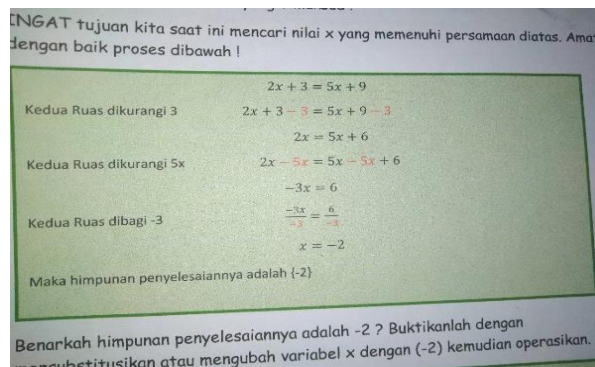 INGAT tujuan kita saat ini mencari nilai x yang memenuhi persamaan diatas. Ama
dengan baik proses dibawah !
2x + 3 = 5x + 9
Kedua Ruas dikurangi 3 2x + 3 − 3 = 5x + 9 − 3
2x = 5x + 6
Kedua Ruas dikurangi 5x 2x − 5x = 5x − 5x + 6
−3x = 6
Kedua Ruas dibagi -3 −3x/−3 = 6/−3
x = −2
Maka himpunan penyelesaiannya adalah {-2}
Benarkah himpunan penyelesaiannya adalah -2 ? Buktikanlah dengan
atau mengubah variabel x dengan (-2) kemudian operasikan.